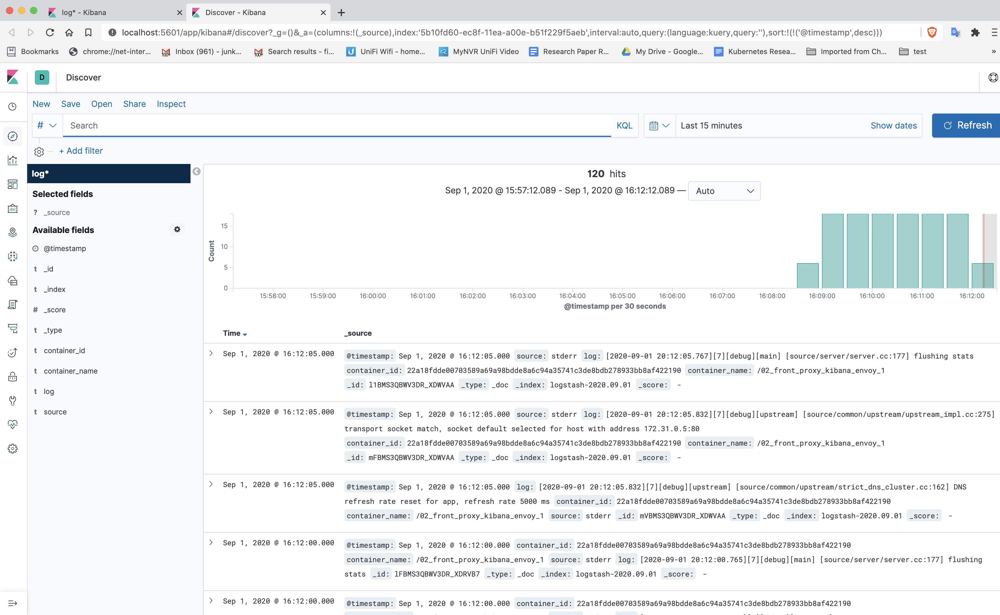 log* - Kibana
Discover - Kibana
localhost:5601/app/kibana#/discover?_g=()&_a=(columns:!(_source),index:'5b10fd60-ec8f-11ea-a00e-b51f229f5aeb',interval:auto,query:(language:kuery,query:''),sort:!(!('@timestamp',desc)))
Bookmarks chrome://net-inter... Inbox (961) - junk... Search results - fi... UniFi Wifi - home... MyNVR UniFi Video Research Paper R... My Drive - Google... Kubernetes Resea... Imported from Ch... test »
D Discover
New Save Open Share Inspect
# Search KQL Last 15 minutes Show dates Refresh
+ Add filter
log*
Selected fields
? _source
Available fields
@timestamp
t _id
t _index
# _score
t _type
t container_id
t container_name
t log
t source
120 hits
Sep 1, 2020 @ 15:57:12.089 - Sep 1, 2020 @ 16:12:12.089 — Auto
Count
15
10
5
0
15:58:00 15:59:00 16:00:00 16:01:00 16:02:00 16:03:00 16:04:00 16:05:00 16:06:00 16:07:00 16:08:00 16:09:00 16:10:00 16:11:00 16:12:00
@timestamp per 30 seconds
Time _source
Sep 1, 2020 @ 16:12:05.000 @timestamp: Sep 1, 2020 @ 16:12:05.000 source: stderr log: [2020-09-01 20:12:05.767][7][debug][main] [source/server/server.cc:177] flushing stats
container_id: 22a18fdde00703589a69a98bdde8a6c94a35741c3de8bdb278933bb8af422190 container_name: /02_front_proxy_kibana_envoy_1
_id: l1BMS3QBWV3DR_XDWVAA _type: _doc _index: logstash-2020.09.01 _score: -
Sep 1, 2020 @ 16:12:05.000 @timestamp: Sep 1, 2020 @ 16:12:05.000 source: stderr log: [2020-09-01 20:12:05.832][7][debug][upstream] [source/common/upstream/upstream_impl.cc:275]
transport socket match, socket default selected for host with address 172.31.0.5:80
container_id: 22a18fdde00703589a69a98bdde8a6c94a35741c3de8bdb278933bb8af422190 container_name: /02_front_proxy_kibana_envoy_1
_id: mFBMS3QBWV3DR_XDWVAA _type: _doc _index: logstash-2020.09.01 _score: -
Sep 1, 2020 @ 16:12:05.000 @timestamp: Sep 1, 2020 @ 16:12:05.000 log: [2020-09-01 20:12:05.832][7][debug][upstream] [source/common/upstream/strict_dns_cluster.cc:162] DNS
refresh rate reset for app, refresh rate 5000 ms container_id: 22a18fdde00703589a69a98bdde8a6c94a35741c3de8bdb278933bb8af422190
container_name: /02_front_proxy_kibana_envoy_1 source: stderr _id: mVBMS3QBWV3DR_XDWVAA _type: _doc _index: logstash-2020.09.01 _score: -
Sep 1, 2020 @ 16:12:00.000 @timestamp: Sep 1, 2020 @ 16:12:00.000 container_id: 22a18fdde00703589a69a98bdde8a6c94a35741c3de8bdb278933bb8af422190
container_name: /02_front_proxy_kibana_envoy_1 source: stderr log: [2020-09-01 20:12:00.765][7][debug][main] [source/server/server.cc:177] flushing
stats _id: lFBMS3QBWV3DR_XDRVB7 _type: _doc _index: logstash-2020.09.01 _score: -
Sep 1, 2020 @ 16:12:00.000 @timestamp: Sep 1, 2020 @ 16:12:00.000 container_id: 22a18fdde00703589a69a98bdde8a6c94a35741c3de8bdb278933bb8af422190